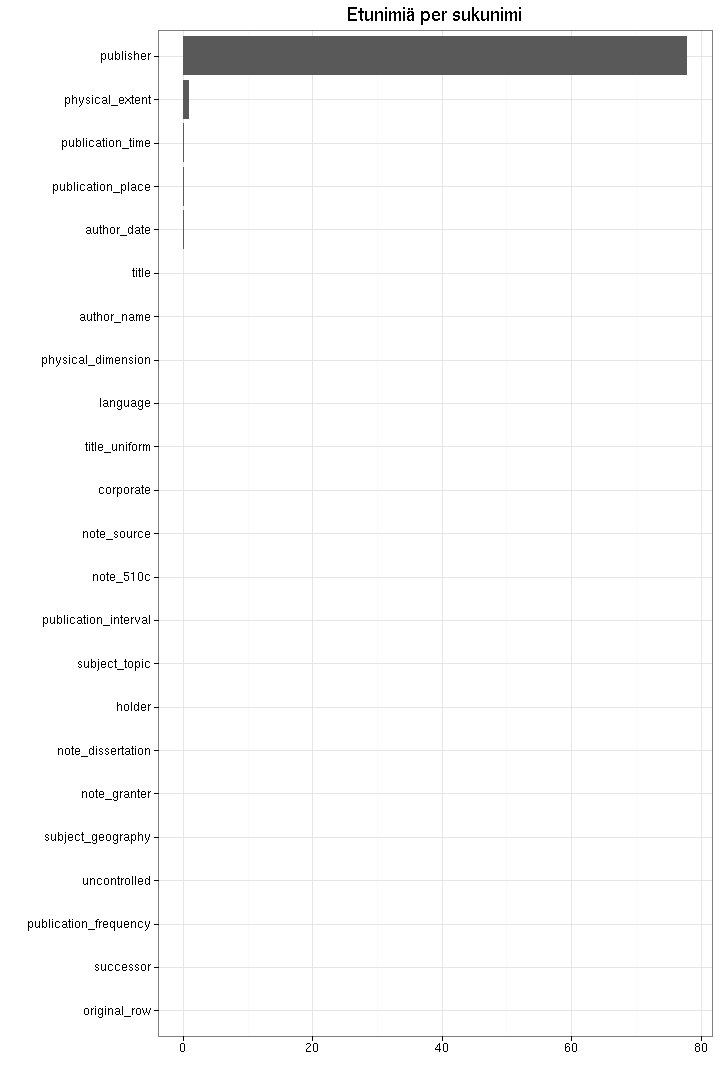 Etunimiä per sukunimi
publisher
physical_extent
publication_time
publication_place
author_date
title
author_name
physical_dimension
language
title_uniform
corporate
note_source
note_510c
publication_interval
subject_topic
holder
note_dissertation
note_granter
subject_geography
uncontrolled
publication_frequency
successor
original_row
0 20 40 60 80